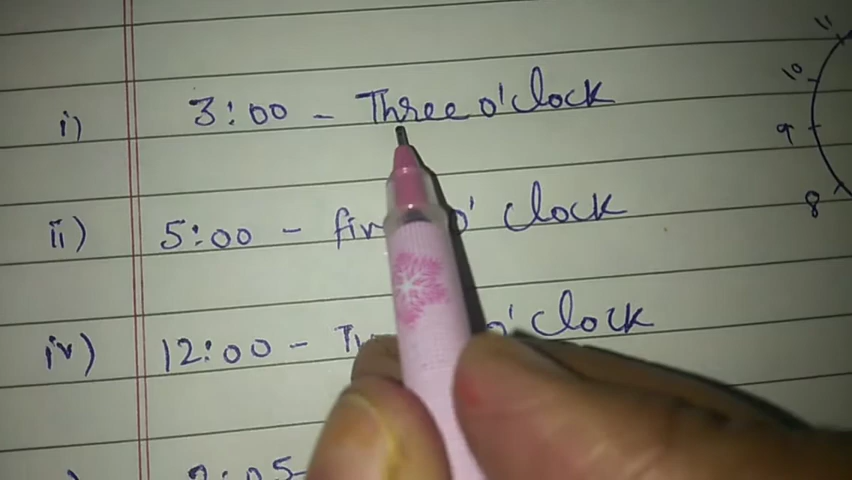 11
10
i) 3:00 - Three o'clock
9
8
ii) 5:00 - o' clock
iv) 12:00 - o' clock